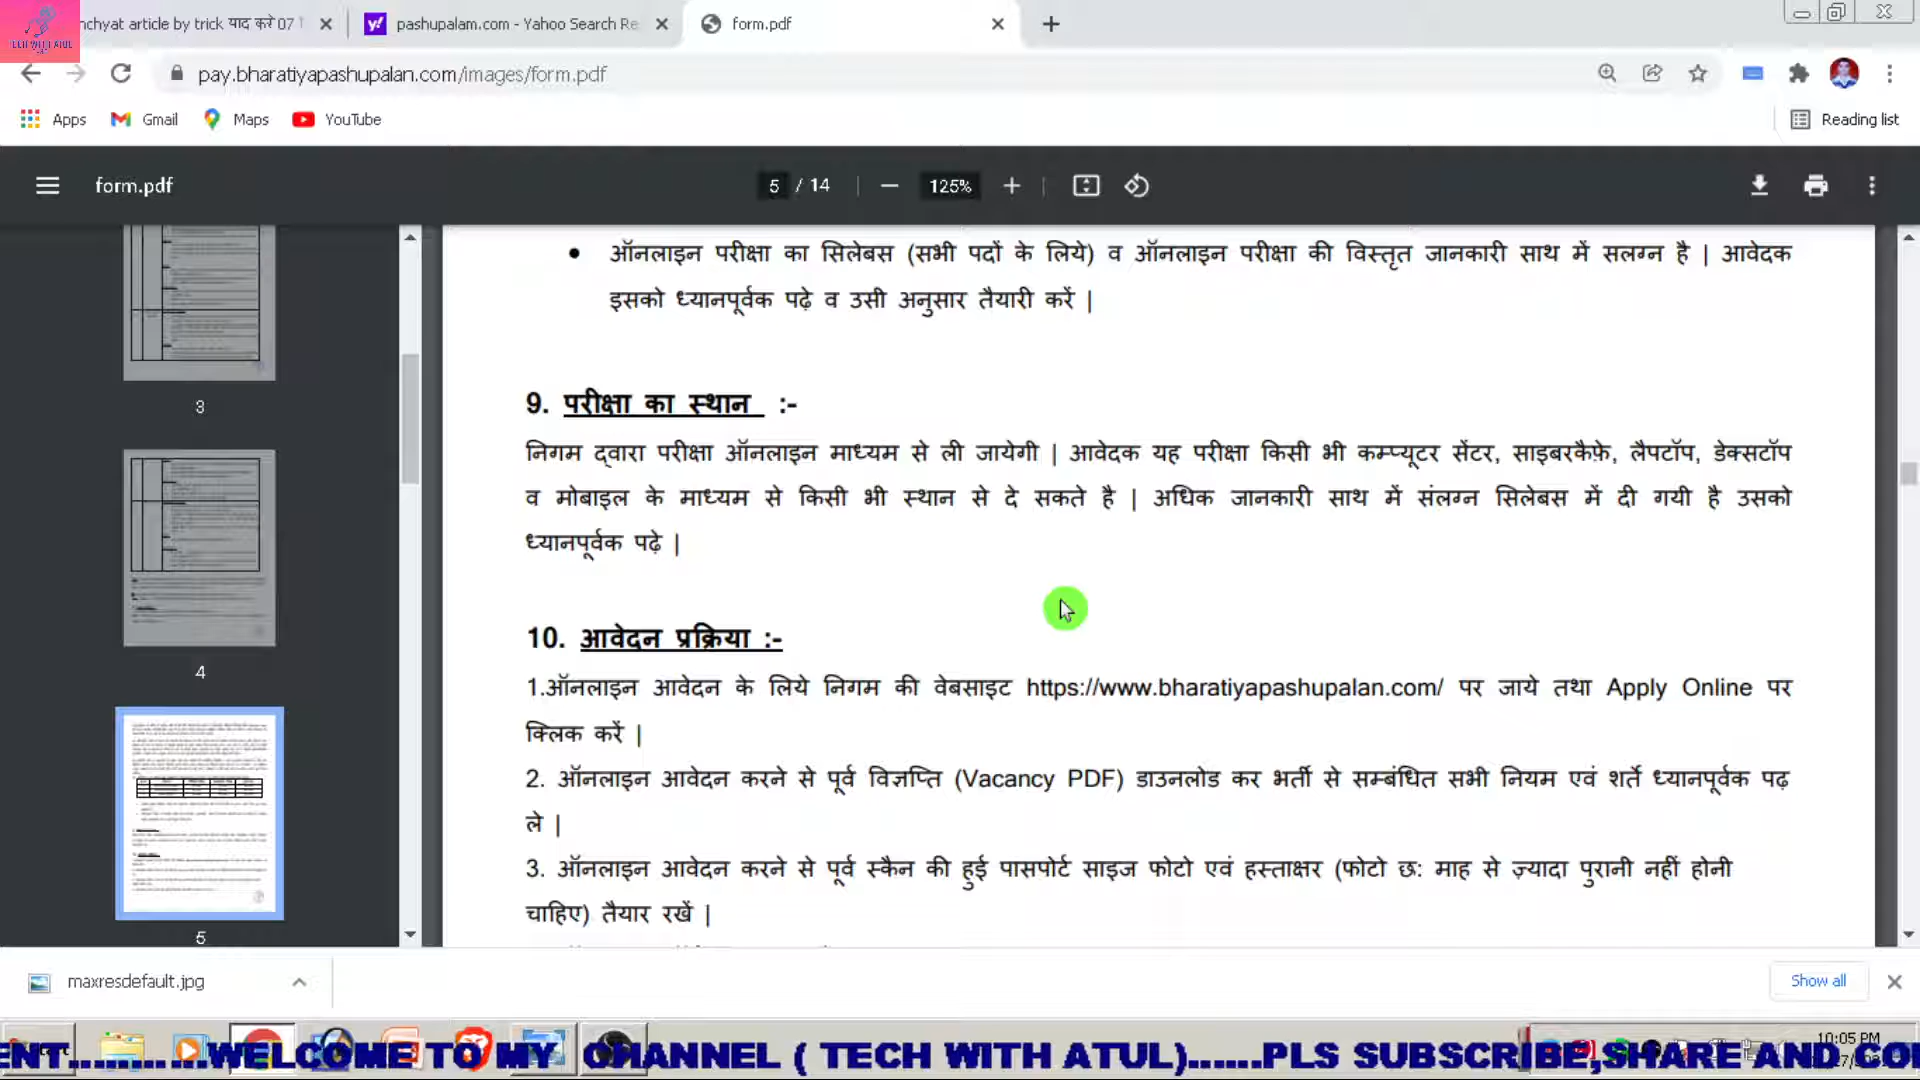 nchyat article by trick याद करे 07
pashupalam.com - Yahoo Search Re
form.pdf
pay.bharatiyapashupalan.com/images/form.pdf
Apps
Gmail
Maps
YouTube
Reading list
form.pdf
5 / 14
125%
3
4
5
• ऑनलाइन परीक्षा का सिलेबस (सभी पदों के लिये) व ऑनलाइन परीक्षा की विस्तृत जानकारी साथ में सलग्न है | आवेदक
इसको ध्यानपूर्वक पढ़े व उसी अनुसार तैयारी करें |
9. परीक्षा का स्थान :-
निगम द्वारा परीक्षा ऑनलाइन माध्यम से ली जायेगी | आवेदक यह परीक्षा किसी भी कम्प्यूटर सेंटर, साइबरकैफ़े, लैपटॉप, डेक्सटॉप
व मोबाइल के माध्यम से किसी भी स्थान से दे सकते है | अधिक जानकारी साथ में संलग्न सिलेबस में दी गयी है उसको
ध्यानपूर्वक पढ़े |
10. आवेदन प्रक्रिया :-
1.ऑनलाइन आवेदन के लिये निगम की वेबसाइट https://www.bharatiyapashupalan.com/ पर जाये तथा Apply Online पर
क्लिक करें |
2. ऑनलाइन आवेदन करने से पूर्व विज्ञप्ति (Vacancy PDF) डाउनलोड कर भर्ती से सम्बंधित सभी नियम एवं शर्ते ध्यानपूर्वक पढ़
ले |
3. ऑनलाइन आवेदन करने से पूर्व स्कैन की हुई पासपोर्ट साइज फोटो एवं हस्ताक्षर (फोटो छ: माह से ज़्यादा पुरानी नहीं होनी
चाहिए) तैयार रखें |
maxresdefault.jpg
Show all
10:05 PM
ENT...........WELCOME TO MY CHANNEL ( TECH WITH ATUL)......PLS SUBSCRIBE,SHARE AND CO